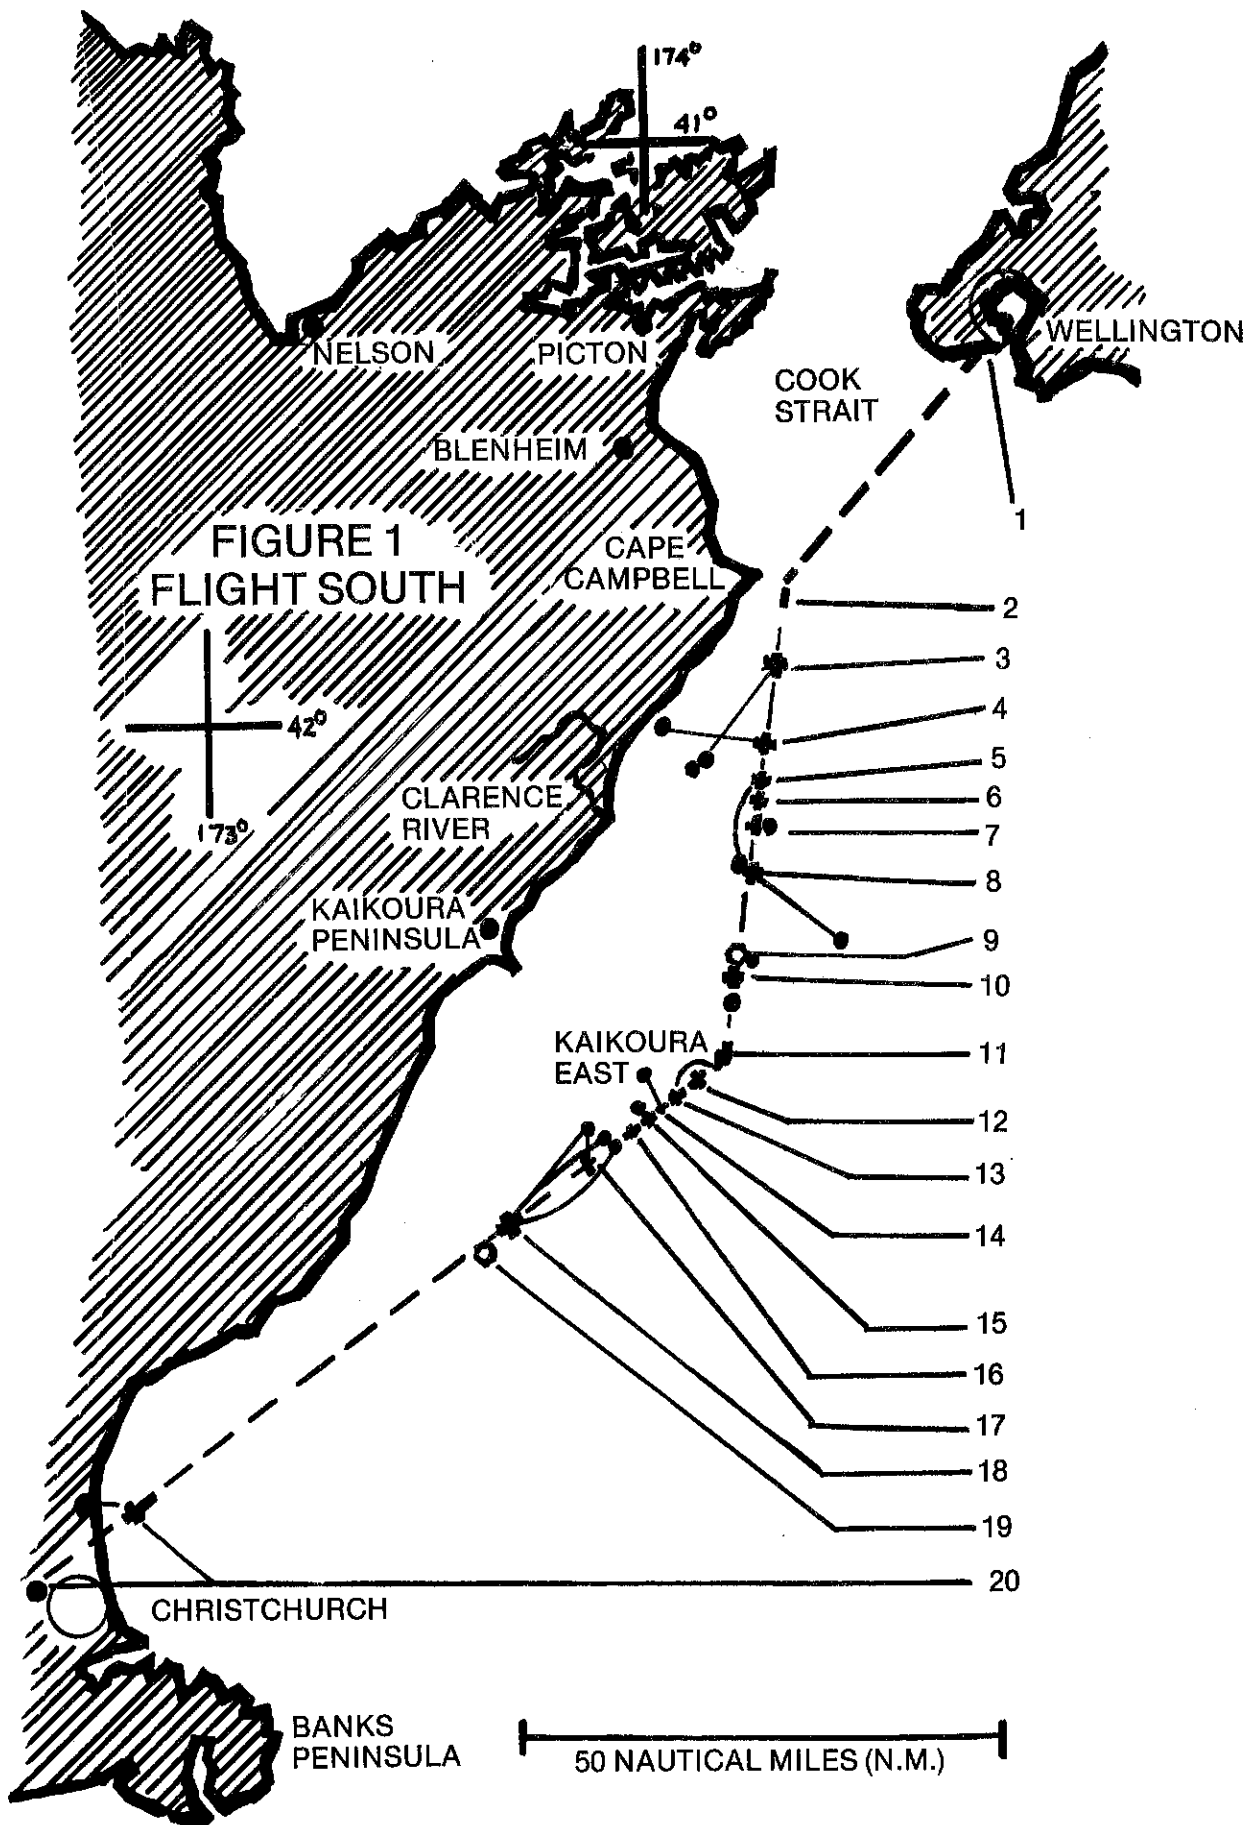 174°
41°
WELLINGTON
NELSON
PICTON
COOK
STRAIT
BLENHEIM
1
FIGURE 1
FLIGHT SOUTH
CAPE
CAMPBELL
2
3
42°
4
5
CLARENCE
RIVER
6
173°
7
8
KAIKOURA
PENINSULA
9
10
KAIKOURA
EAST
11
12
13
14
15
16
17
18
19
20
CHRISTCHURCH
BANKS
PENINSULA
50 NAUTICAL MILES (N.M.)